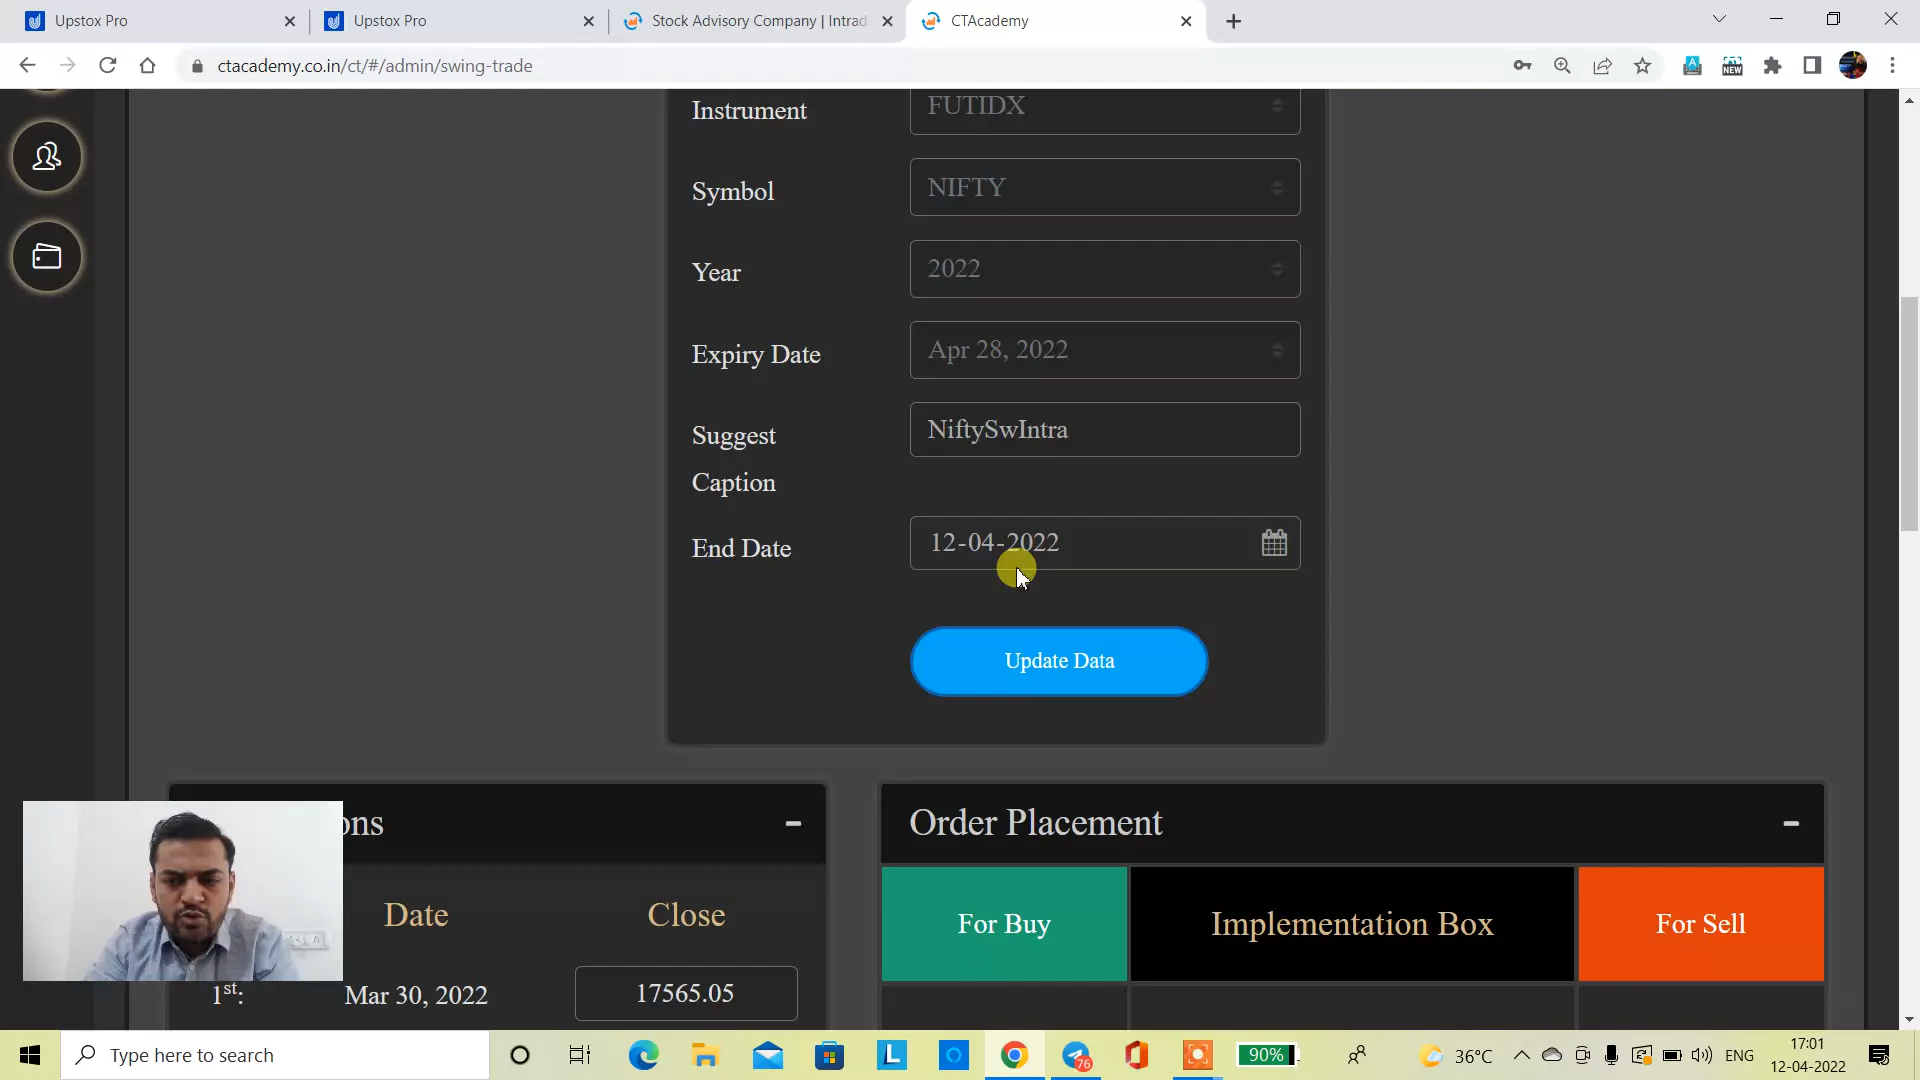 Upstox Pro
Upstox Pro
Stock Advisory Company | Intrad
CTAcademy
ctacademy.co.in/ct/#/admin/swing-trade
NEW
Instrument
FUTIDX
Symbol
NIFTY
Year
2022
Expiry Date
Apr 28, 2022
Suggest
Caption
NiftySwIntra
End Date
12-04-2022
Update Data
ons
Date
Close
1st:
Mar 30, 2022
17565.05
Order Placement
For Buy
Implementation Box
For Sell
Type here to search
L
76
90%
36°C
ENG
17:01
12-04-2022